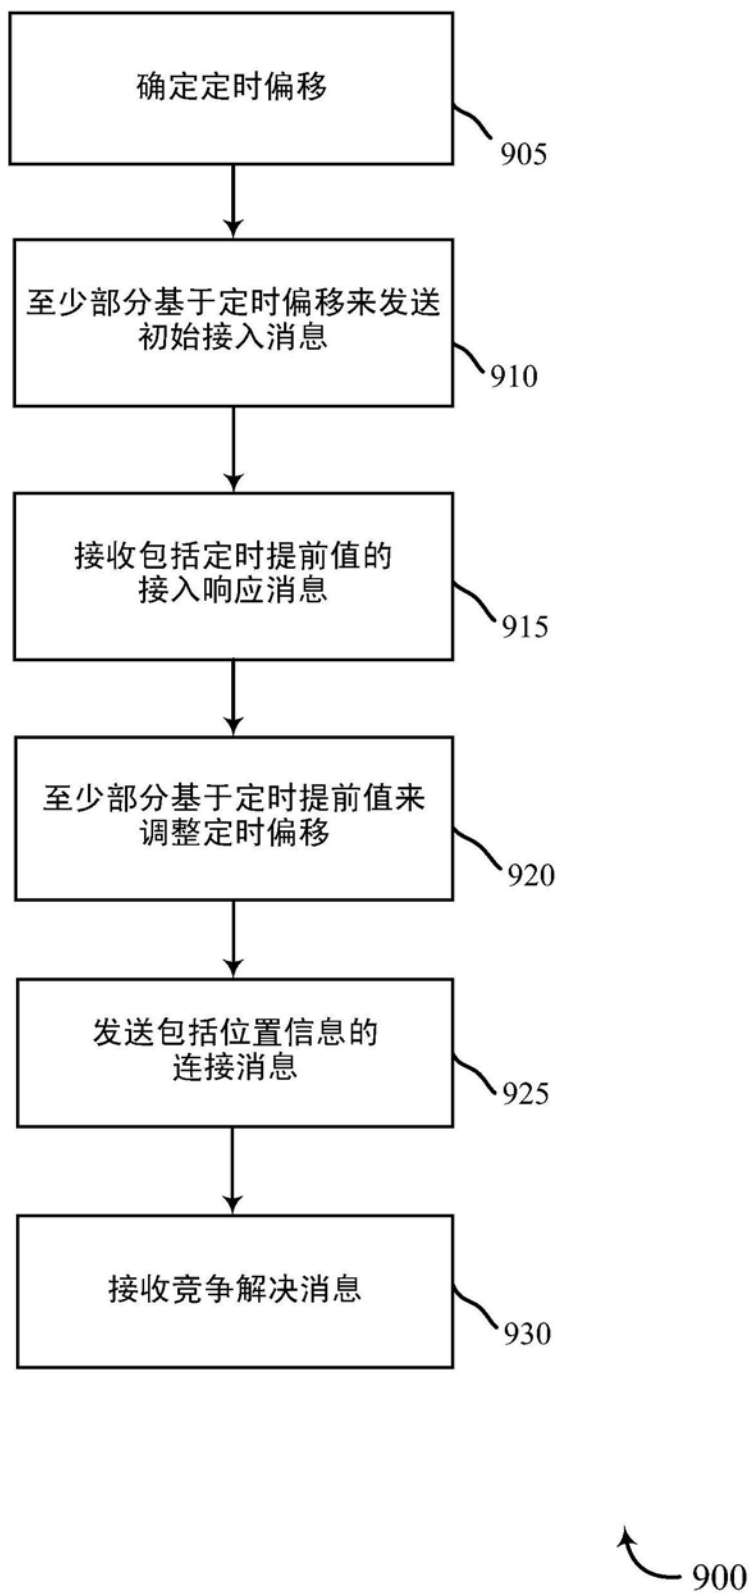 确定定时偏移
905
至少部分基于定时偏移来发送
初始接入消息
910
接收包括定时提前值的
接入响应消息
915
至少部分基于定时提前值来
调整定时偏移
920
发送包括位置信息的
连接消息
925
接收竞争解决消息
930
900